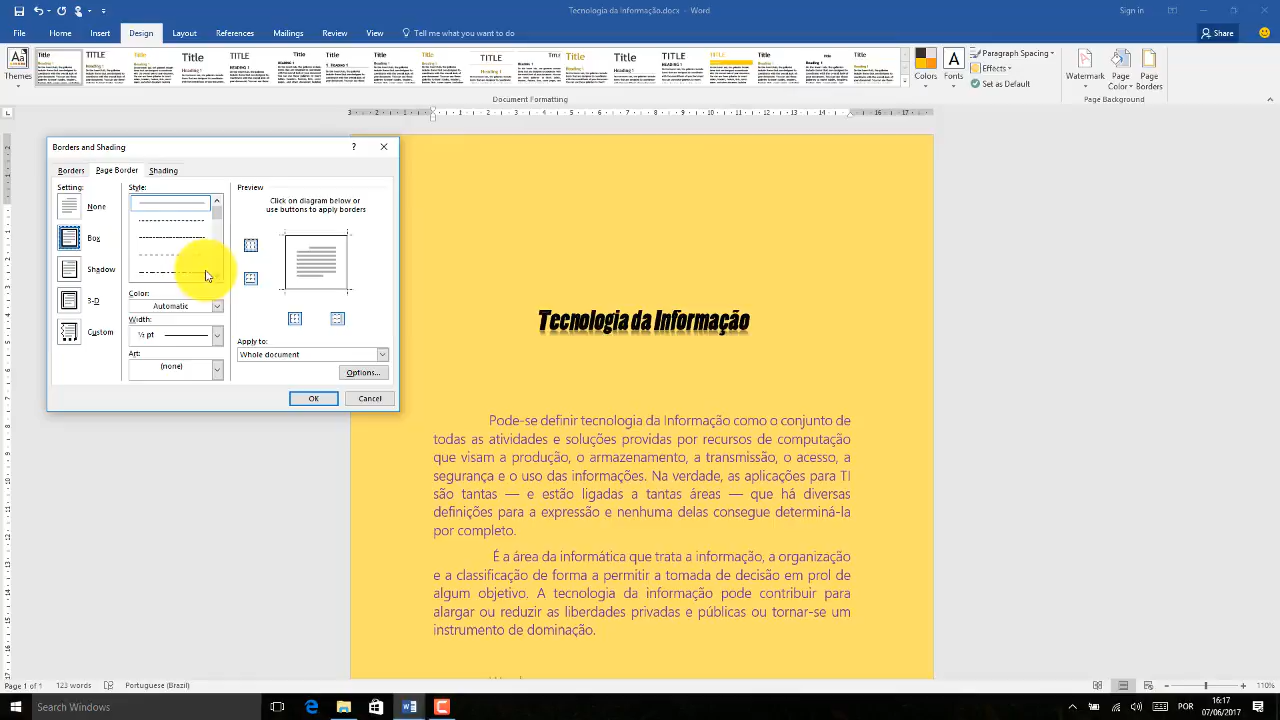 Tecnologia da Informação.docx - Word
Sign in
File Home Insert Design Layout References Mailings Review View Tell me what you want to do
Share
Colors
Fonts
Paragraph Spacing
Effects
Set as Default
Watermark
Page Color
Page Borders
Document Formatting
Page Background
Borders and Shading
?
Borders Page Border Shading
Setting:
None
Box
Shadow
3-D
Custom
Style:
Color:
Automatic
Width:
½ pt
Art:
(none)
Preview
Click on diagram below or
use buttons to apply borders
Apply to:
Whole document
Options...
OK Cancel
Tecnologia da Informação
Pode-se definir tecnologia da Informação como o conjunto de
todas as atividades e soluções providas por recursos de computação
que visam a produção, o armazenamento, a transmissão, o acesso, a
segurança e o uso das informações. Na verdade, as aplicações para TI
são tantas — e estão ligadas a tantas áreas — que há diversas
definições para a expressão e nenhuma delas consegue determiná-la
por completo.
É a área da informática que trata a informação, a organização
e a classificação de forma a permitir a tomada de decisão em prol de
algum objetivo. A tecnologia da informação pode contribuir para
alargar ou reduzir as liberdades privadas e públicas ou tornar-se um
instrumento de dominação.
Page 1 of 1 123 words Portuguese (Brazil)
110%
Search Windows
POR
16:17
07/06/2017